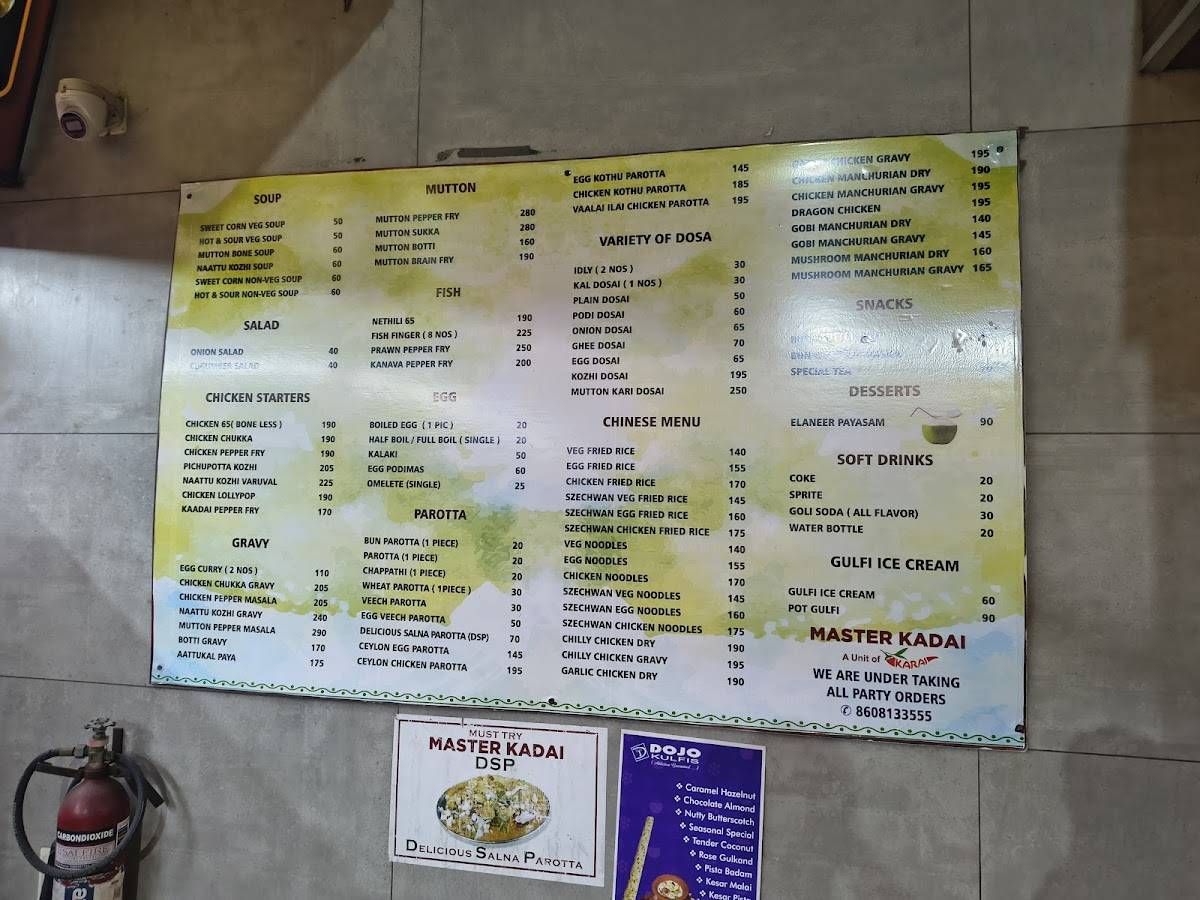 SOUP
SWEET CORN VEG SOUP 50
HOT & SOUR VEG SOUP 50
MUTTON BONE SOUP 60
NAATTU KOZHI SOUP 60
SWEET CORN NON-VEG SOUP 60
HOT & SOUR NON-VEG SOUP 60
SALAD
ONION SALAD 40
CUCUMBER SALAD 40
CHICKEN STARTERS
CHICKEN 65( BONE LESS ) 190
CHICKEN CHUKKA 190
CHICKEN PEPPER FRY 190
PICHUPOTTA KOZHI 205
NAATTU KOZHI VARUVAL 225
CHICKEN LOLLYPOP 190
KAADAI PEPPER FRY 170
GRAVY
EGG CURRY ( 2 NOS ) 110
CHICKEN CHUKKA GRAVY 205
CHICKEN PEPPER MASALA 205
NAATU KOZHI GRAVY 240
MUTTON PEPPER MASALA 290
BOTTI GRAVY 170
AATTUKAL PAYA 175
MUTTON
MUTTON PEPPER FRY 280
MUTTON SUKKA 280
MUTTON BOTTI 160
MUTTON BRAIN FRY 190
FISH
NETHILI 65 190
FISH FINGER ( 8 NOS ) 225
PRAWN PEPPER FRY 250
KANAVA PEPPER FRY 200
EGG
BOILED EGG ( 1 PIC ) 20
HALF BOIL / FULL BOIL ( SINGLE ) 20
KALAKI 50
EGG PODIMAS 60
OMELETE (SINGLE) 25
PAROTTA
BUN PAROTTA (1 PIECE) 20
PAROTTA (1 PIECE) 20
CHAPPATHI (1 PIECE) 20
WHEAT PAROTTA ( 1PIECE ) 30
VEECH PAROTTA 30
EGG VEECH PAROTTA 50
DELICIOUS SALNA PAROTTA (DSP) 70
CEYLON EGG PAROTTA 145
CEYLON CHICKEN PAROTTA 195
EGG KOTHU PAROTTA 145
CHICKEN KOTHU PAROTTA 185
VAALAI ILAI CHICKEN PAROTTA 195
VARIETY OF DOSA
IDLY ( 2 NOS ) 30
KAL DOSAI ( 1 NOS ) 30
PLAIN DOSAI 50
PODI DOSAI 60
ONION DOSAI 65
GHEE DOSAI 70
EGG DOSAI 65
KOZHI DOSAI 195
MUTTON KARI DOSAI 250
CHINESE MENU
VEG FRIED RICE 140
EGG FRIED RICE 155
CHICKEN FRIED RICE 170
SZECHWAN VEG FRIED RICE 145
SZECHWAN EGG FRIED RICE 160
SZECHWAN CHICKEN FRIED RICE 175
VEG NOODLES 140
EGG NOODLES 155
CHICKEN NOODLES 170
SZECHWAN VEG NOODLES 145
SZECHWAN EGG NOODLES 160
SZECHWAN CHICKEN NOODLES 175
CHILLY CHICKEN DRY 190
CHILLY CHICKEN GRAVY 195
GARLIC CHICKEN DRY 190
CHICKEN GRAVY 195
CHICKEN MANCHURIAN DRY 190
CHICKEN MANCHURIAN GRAVY 195
DRAGON CHICKEN 195
GOBI MANCHURIAN DRY 140
GOBI MANCHURIAN GRAVY 145
MUSHROOM MANCHURIAN DRY 160
MUSHROOM MANCHURIAN GRAVY 165
SNACKS
BUN
SPECIAL TEA
DESSERTS
ELANEER PAYASAM 90
SOFT DRINKS
COKE 20
SPRITE 20
GOLI SODA ( ALL FLAVOR) 30
WATER BOTTLE 20
GULFI ICE CREAM
GULFI ICE CREAM 60
POT GULFI 90
MASTER KADAI
A Unit of KARAI
WE ARE UNDER TAKING
ALL PARTY ORDERS
✆ 8608133555
MUST TRY
MASTER KADAI
DSP
DELICIOUS SALNA PAROTTA
DOJO
KULFIS
❖ Caramel Hazelnut
❖ Chocolate Almond
❖ Nutty Butterscotch
❖ Seasonal Special
❖ Tender Coconut
❖ Rose Gulkand
❖ Pista Badam
❖ Kesar Malai
❖ Kesar Pista
CARBONDIOXIDE